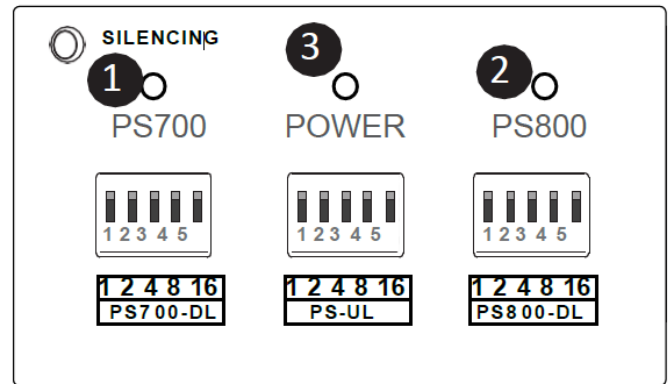 SILENCING
1 3 2
PS700 POWER PS800
1 2 3 4 5 1 2 3 4 5 1 2 3 4 5
1 2 4 8 16 1 2 4 8 16 1 2 4 8 16
PS700-DL PS-UL PS800-DL